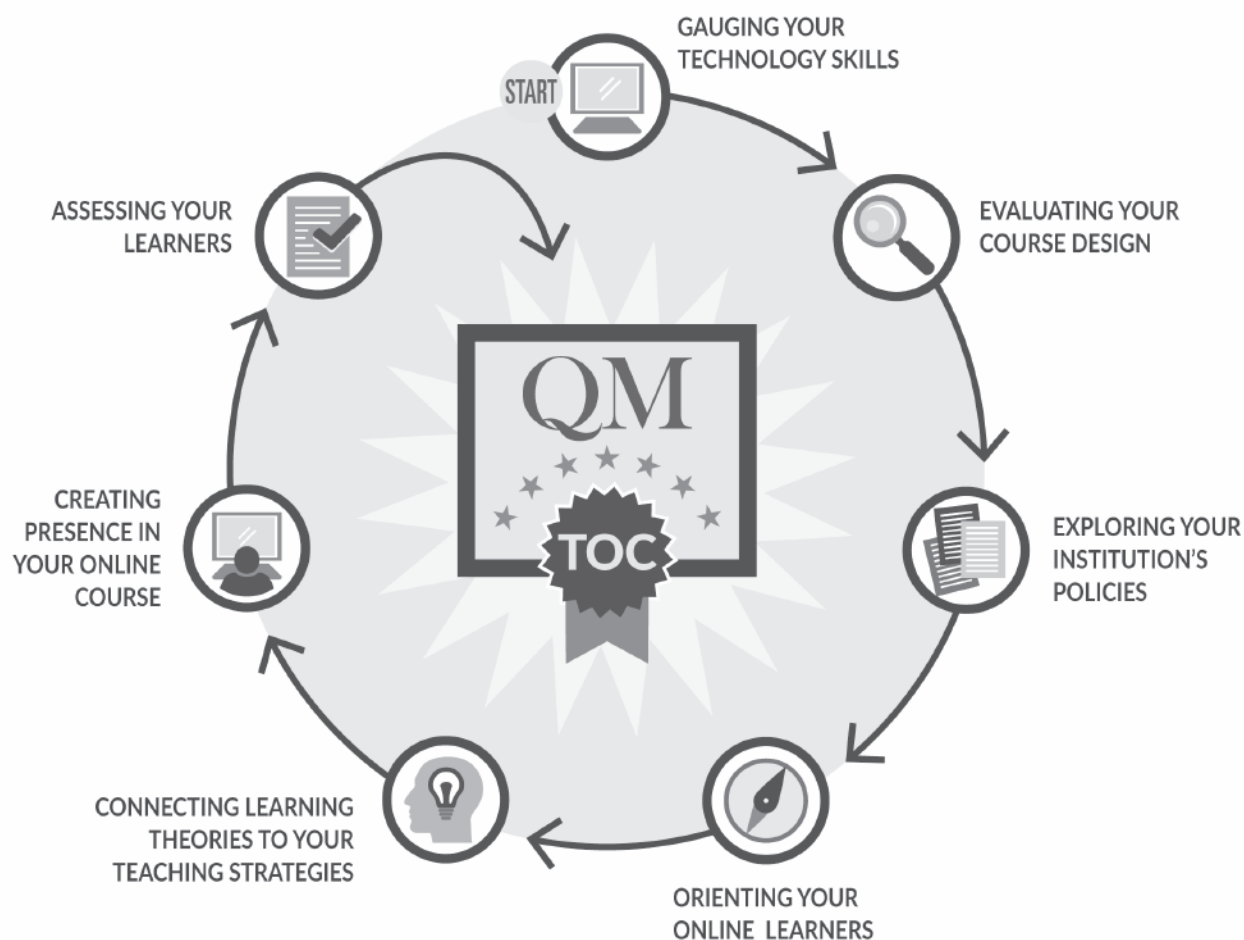 GAUGING YOUR
TECHNOLOGY SKILLS
START
EVALUATING YOUR
COURSE DESIGN
EXPLORING YOUR
INSTITUTION'S
POLICIES
ORIENTING YOUR
ONLINE LEARNERS
CONNECTING LEARNING
THEORIES TO YOUR
TEACHING STRATEGIES
CREATING
PRESENCE IN
YOUR ONLINE
COURSE
ASSESSING YOUR
LEARNERS
QM
TOC